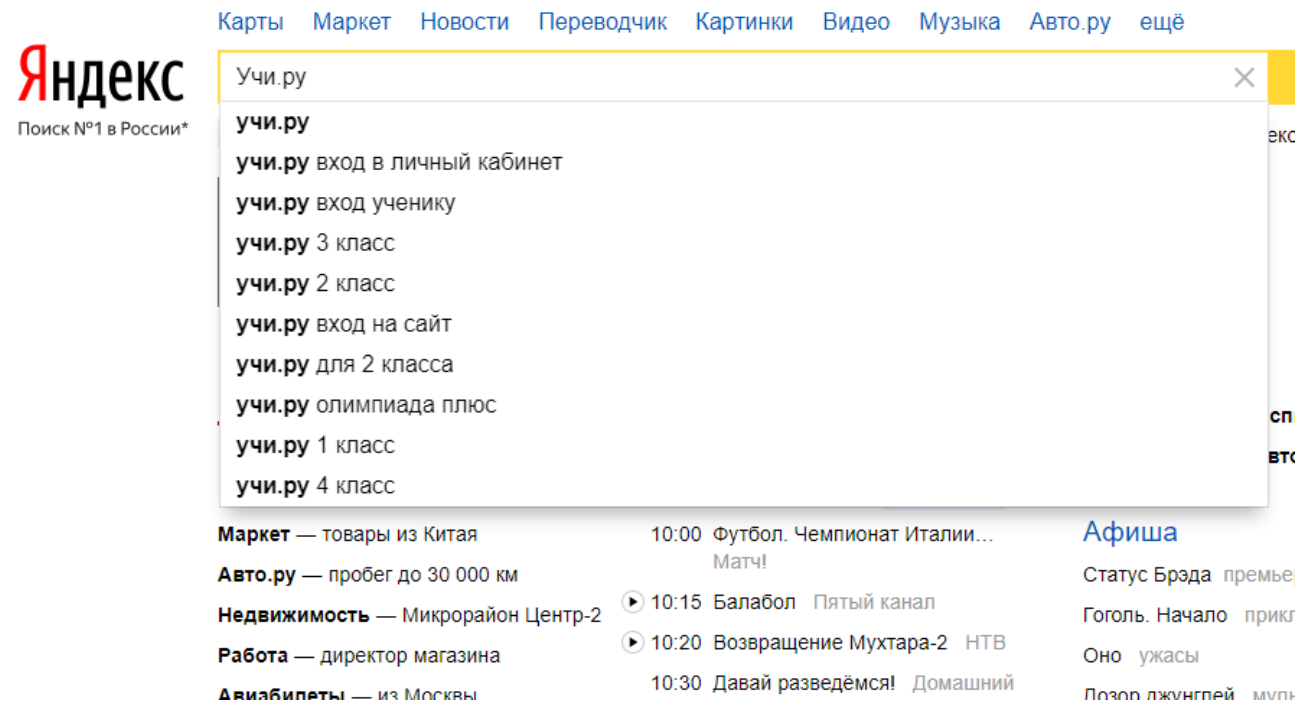 Карты Маркет Новости Переводчик Картинки Видео Музыка Авто.ру ещё
Яндекс
Поиск №1 в России*
Учи.ру
учи.ру
учи.ру вход в личный кабинет
учи.ру вход ученику
учи.ру 3 класс
учи.ру 2 класс
учи.ру вход на сайт
учи.ру для 2 класса
учи.ру олимпиада плюс
учи.ру 1 класс
учи.ру 4 класс
Маркет — товары из Китая
Авто.ру — пробег до 30 000 км
Недвижимость — Микрорайон Центр-2
Работа — директор магазина
Авиабилеты — из Москвы
10:00 Футбол. Чемпионат Италии...
Матч!
10:15 Балабол Пятый канал
10:20 Возвращение Мухтара-2 НТВ
10:30 Давай разведёмся! Домашний
Афиша
Статус Брэда
Гоголь. Начало
Оно ужасы
Дозор джунглей